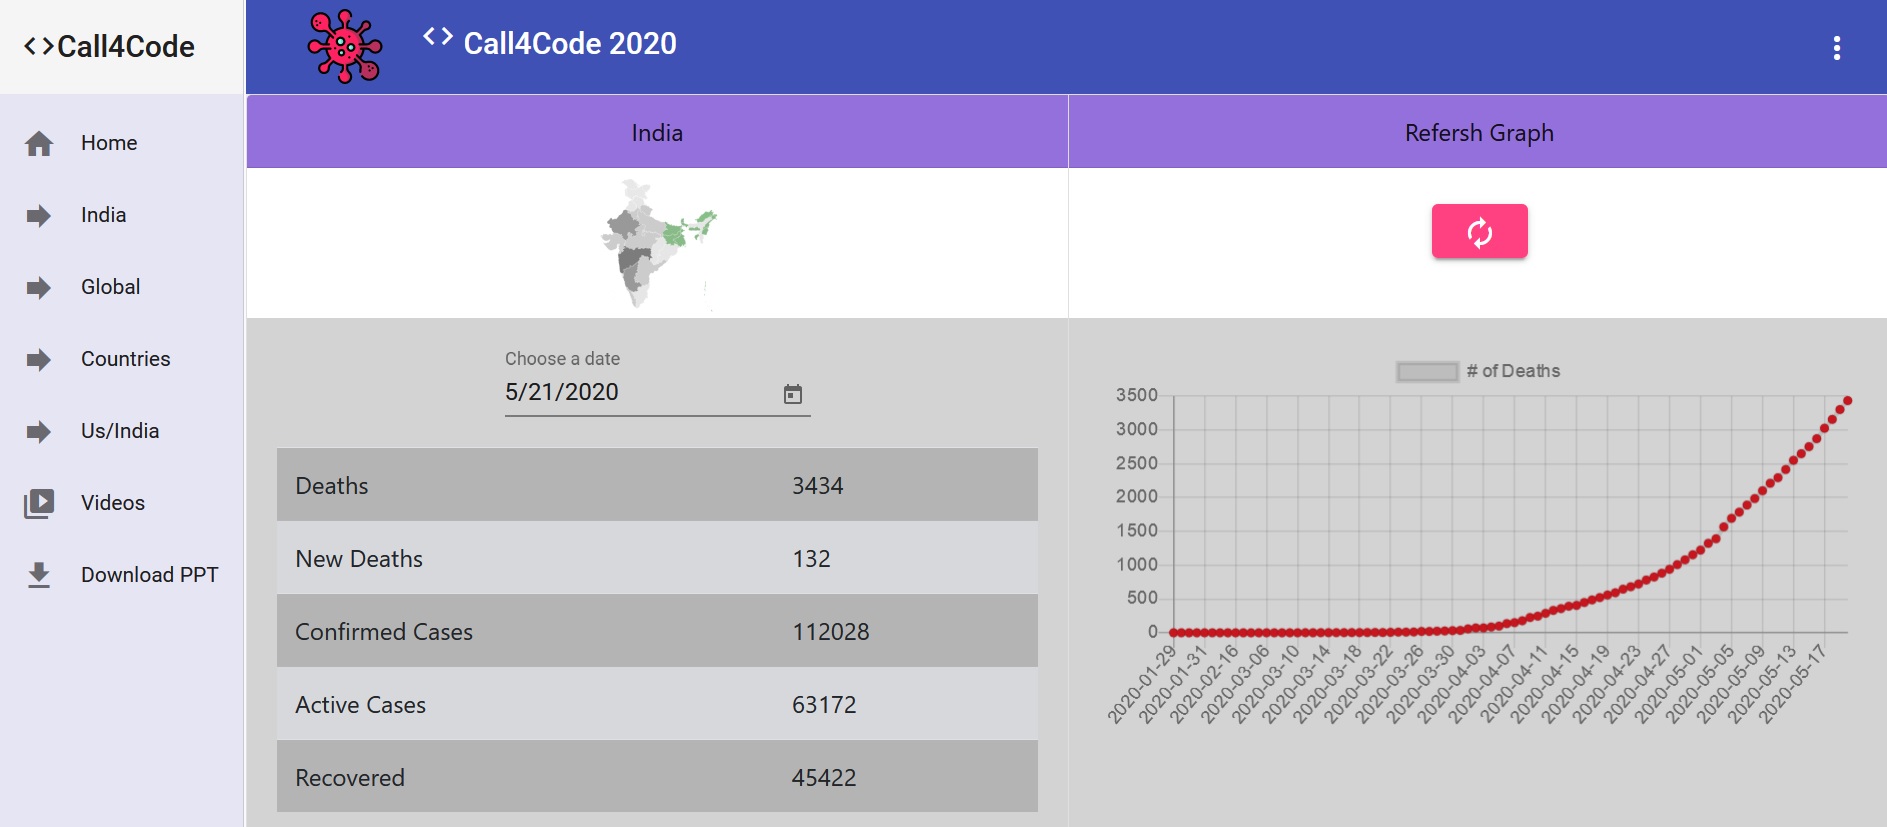 <>Call4Code
<> Call4Code 2020
Home
India
Global
Countries
Us/India
Videos
Download PPT
India
Refersh Graph
Choose a date
5/21/2020
Deaths 3434
New Deaths 132
Confirmed Cases 112028
Active Cases 63172
Recovered 45422
# of Deaths
3500
3000
2500
2000
1500
1000
500
0
2020-01-29
2020-01-31
2020-02-16
2020-03-06
2020-03-10
2020-03-14
2020-03-18
2020-03-22
2020-03-26
2020-03-30
2020-04-03
2020-04-07
2020-04-11
2020-04-15
2020-04-19
2020-04-23
2020-04-27
2020-05-01
2020-05-05
2020-05-09
2020-05-13
2020-05-17